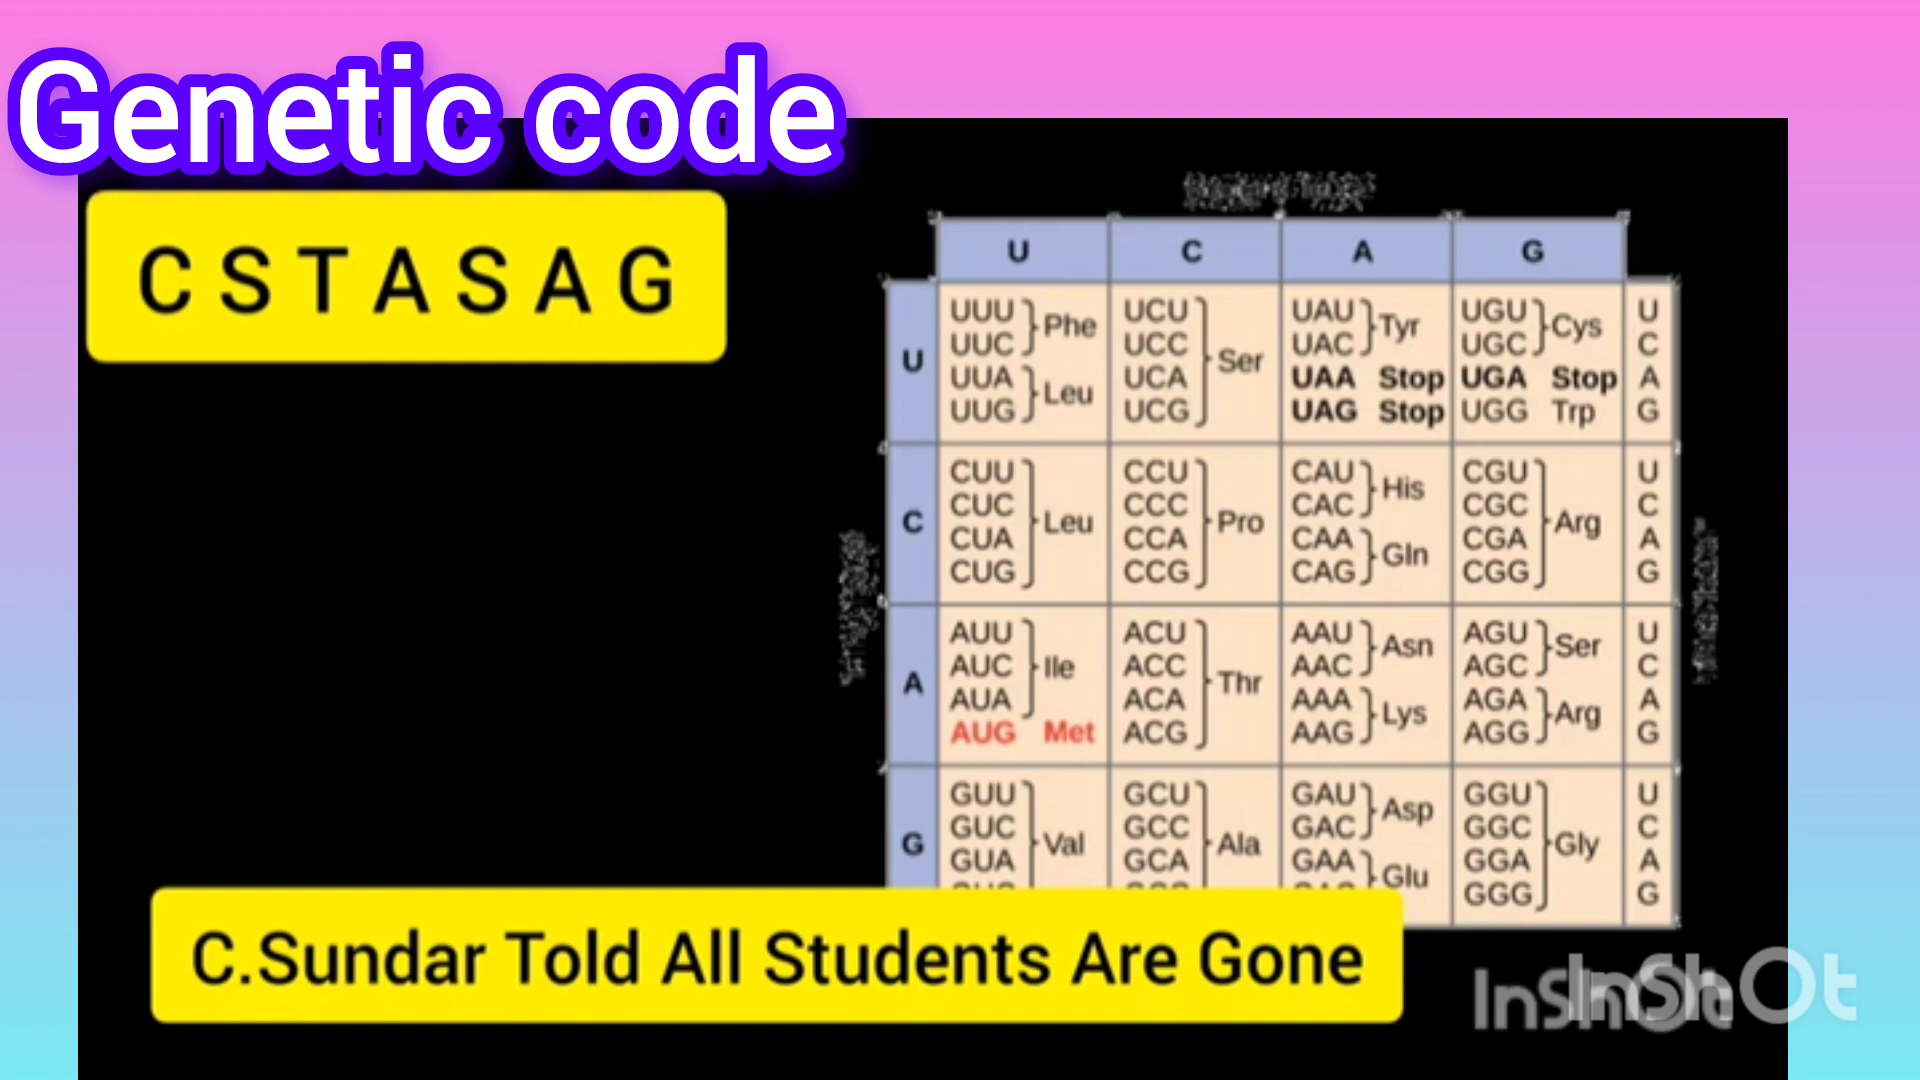 Genetic code
C S T A S A G
U C A G
U
UUU Phe
UUC
UUA Leu
UUG
UCU
UCC
UCA
UCG
Ser
UAU Tyr
UAC
UAA Stop
UAG Stop
UGU Cys
UGC
UGA Stop
UGG Trp
U
C
A
G
C
CUU
CUC
CUA
CUG
Leu
CCU
CCC
CCA
CCG
Pro
CAU His
CAC
CAA Gln
CAG
CGU
CGC
CGA
CGG
Arg
U
C
A
G
A
AUU
AUC
AUA
Ile
AUG Met
ACU
ACC
ACA
ACG
Thr
AAU Asn
AAC
AAA Lys
AAG
AGU Ser
AGC
AGA Arg
AGG
U
C
A
G
G
GUU
GUC
GUA
Val
GCU
GCC
GCA
Ala
GAU Asp
GAC
GAA Glu
GGU
GGC
GGA
GGG
Gly
U
C
A
G
C.Sundar Told All Students Are Gone
InShOt